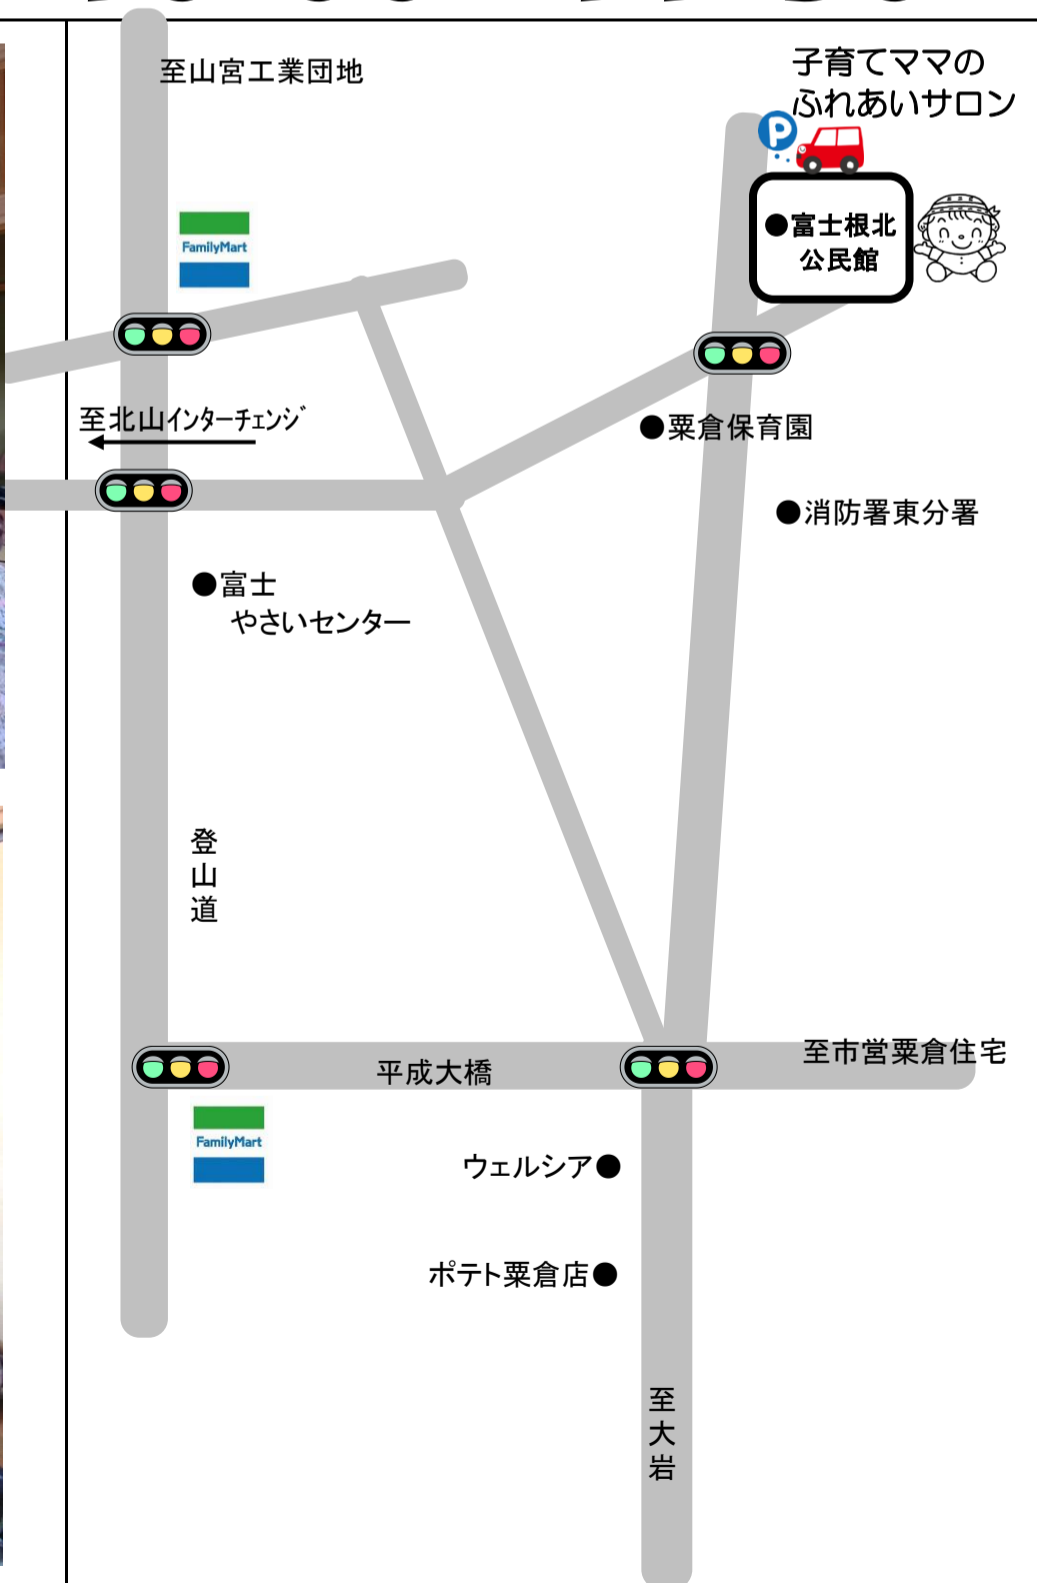 至山宮工業団地
子育てママの
ふれあいサロン
P
●富士根北
公民館
FamilyMart
至北山インターチェンジ
●粟倉保育園
●消防署東分署
●富士
やさいセンター
登山道
平成大橋
至市営粟倉住宅
FamilyMart
ウェルシア●
ポテト粟倉店●
至大岩